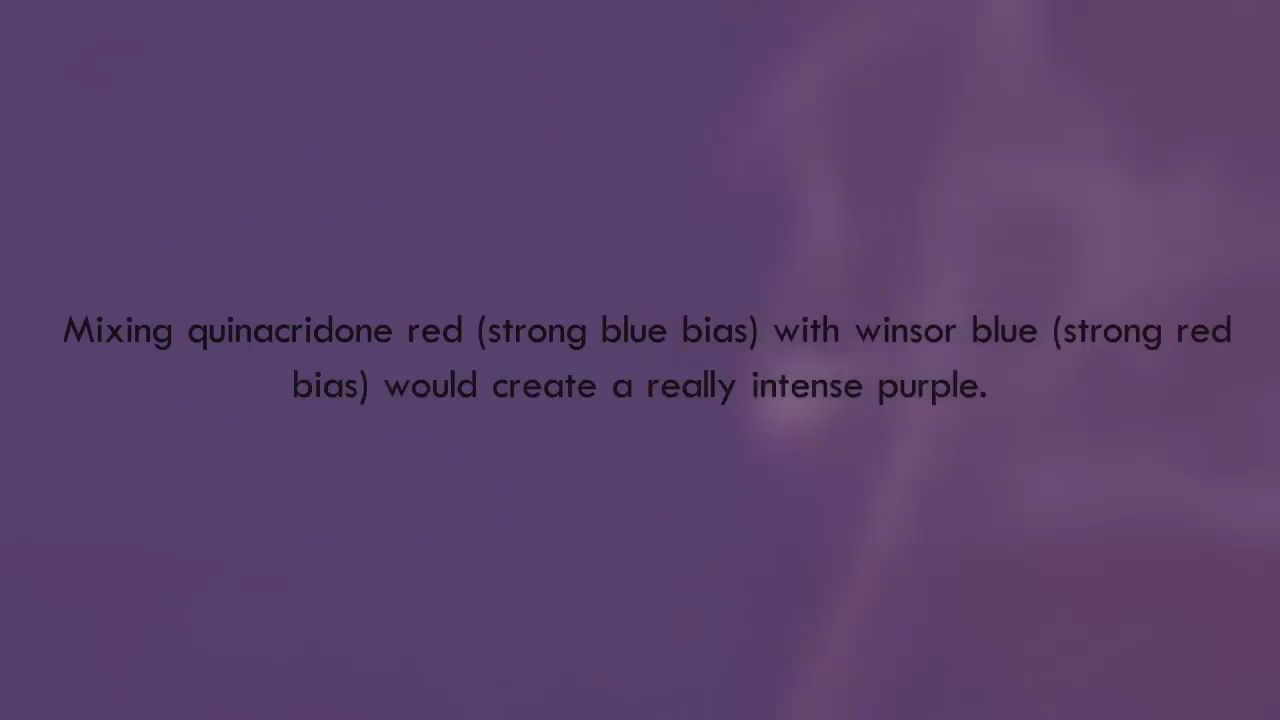 Mixing quinacridone red (strong blue bias) with winsor blue (strong red
bias) would create a really intense purple.